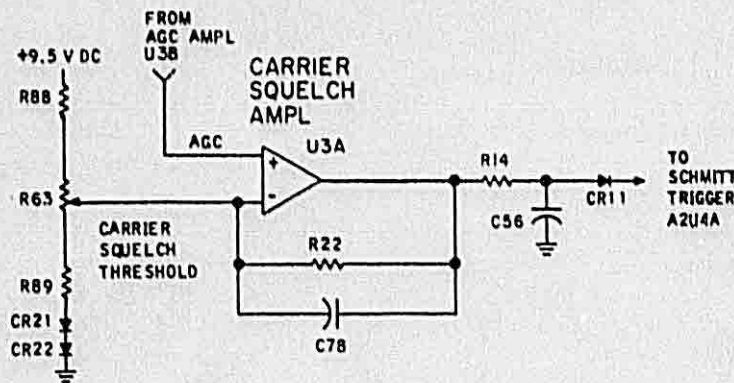 FROM
AGC AMPL
U3B
+9.5 V DC
R88
CARRIER
SQUELCH
AMPL
U3A
AGC
+
-
R63
R14
TO
SCHMITT
TRIGGER
A2U4A
CR11
C56
CARRIER
SQUELCH
THRESHOLD
R22
R89
CR21
CR22
C78